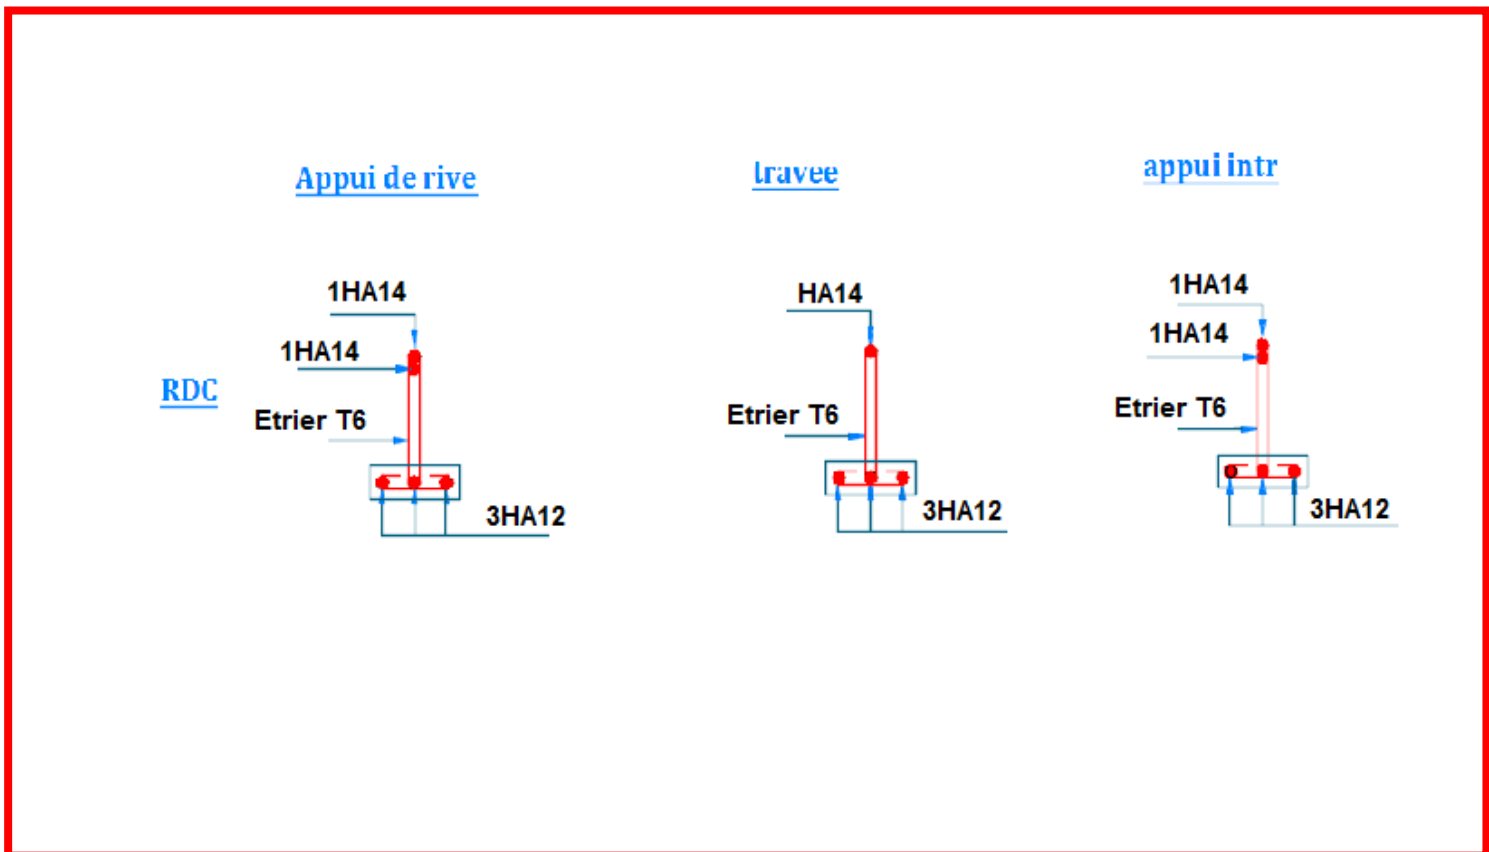 Appui de rive
travee
appui intr
RDC
1HA14
1HA14
Etrier T6
3HA12
HA14
Etrier T6
3HA12
1HA14
1HA14
Etrier T6
3HA12